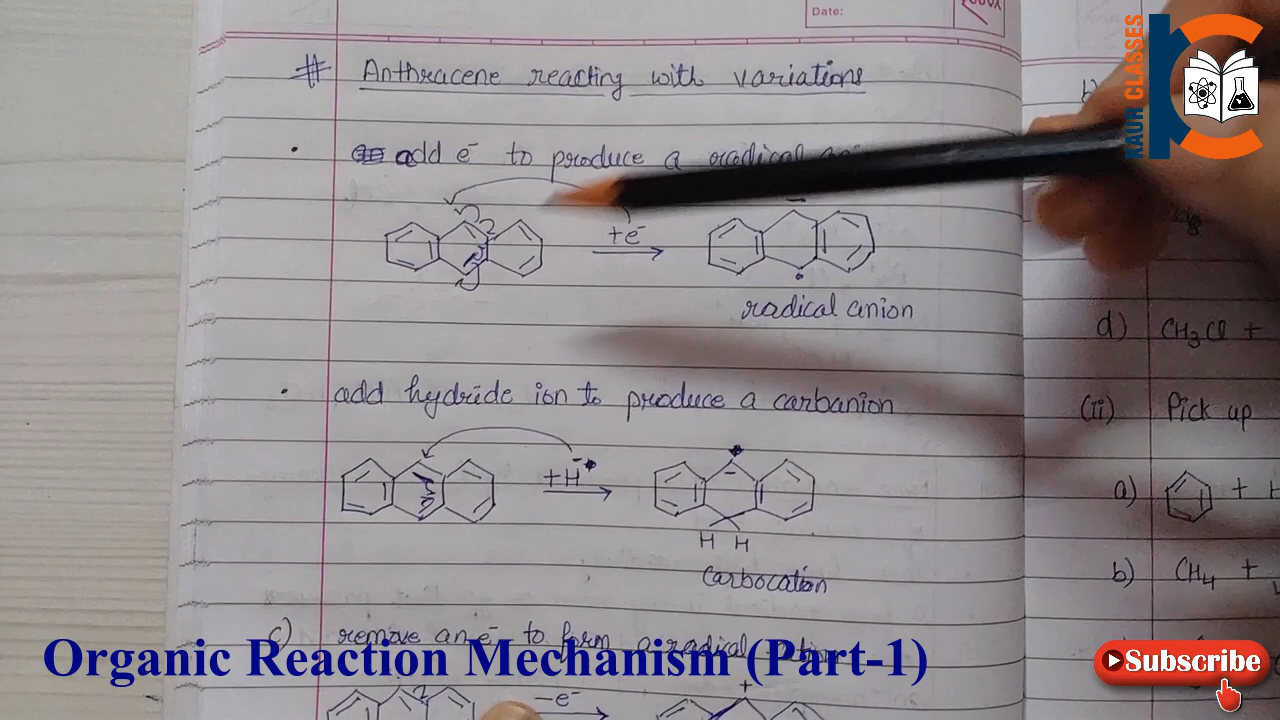 Date:
KAUR CLASSES
# Anthracene reacting with variations
• add e⁻ to produce a radical
+e⁻
radical anion
d) CH₃Cl +
• add hydride ion to produce a carbanion
(ii) Pick up
+H⁻
a) +
H H
b) CH₄ +
Carbocation
c) remove an e⁻ to form a radical
Organic Reaction Mechanism (Part-1)
Subscribe
−e⁻
+